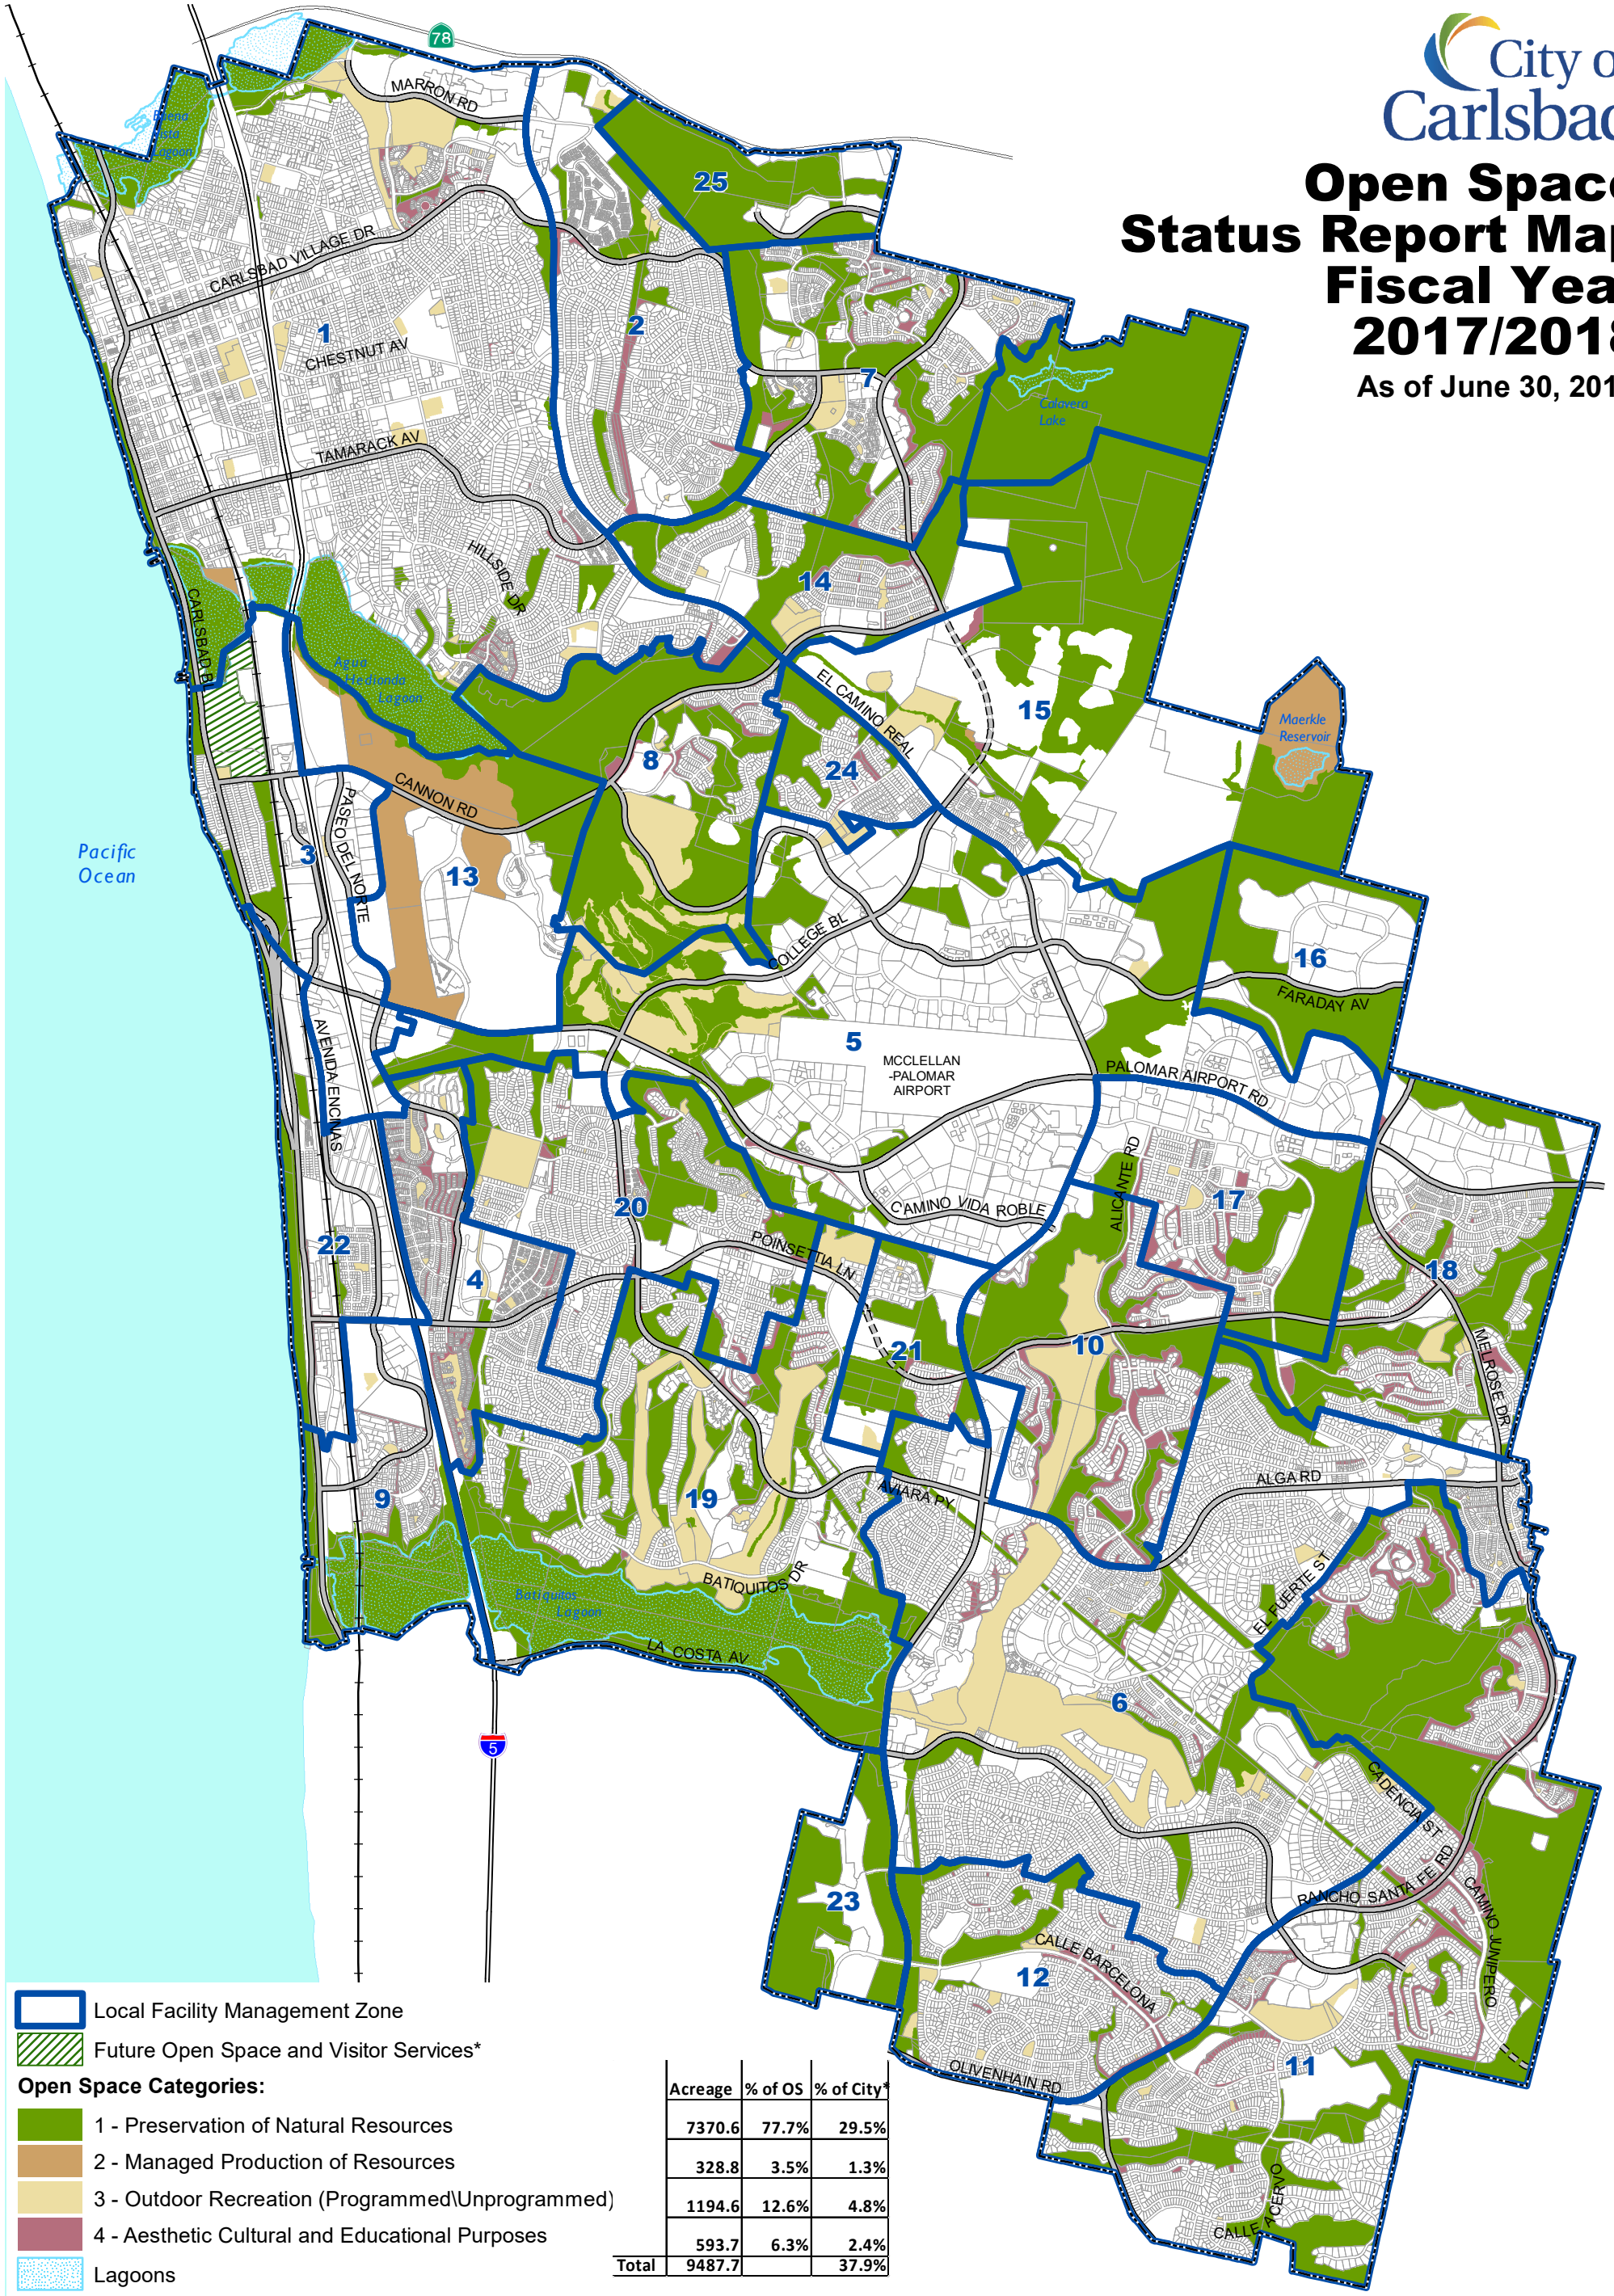 78
City o
Carlsbad
Open Space
Status Report Map
Fiscal Yea
2017/2018
As of June 30, 201
MARRON RD
Buena
Vista
Lagoon
25
CARLSBAD VILLAGE DR
1
2
CHESTNUT AV
7
Calavera
Lake
TAMARACK AV
HILLSIDE DR
14
CARLSBAD B
Agua
Hedionda
Lagoon
EL CAMINO REAL
15
Maerkle
Reservoir
8
24
CANNON RD
PASEO DEL NORTE
Pacific
Ocean
3
13
COLLEGE BL
16
FARADAY AV
5
MCCLELLAN
-PALOMAR
AIRPORT
PALOMAR AIRPORT RD
AVENIDA ENCINAS
ALICANTE RD
17
20
CAMINO VIDA ROBLE
22
POINSETTIA LN
4
18
21
10
MELROSE DR
ALGA RD
9
19
AVIARA PY
BATIQUITOS DR
EL FUERTE ST
Batiquitos
Lagoon
LA COSTA AV
6
5
CADENCIA ST
RANCHO SANTA FE RD
CAMINO JUNIPERO
23
CALLE BARCELONA
12
OLIVENHAIN RD
11
CALLE ACERVO
Local Facility Management Zone
Future Open Space and Visitor Services*
Open Space Categories:
1 - Preservation of Natural Resources
2 - Managed Production of Resources
3 - Outdoor Recreation (Programmed\Unprogrammed)
4 - Aesthetic Cultural and Educational Purposes
Lagoons
Acreage % of OS % of City*
7370.6 77.7% 29.5%
328.8 3.5% 1.3%
1194.6 12.6% 4.8%
593.7 6.3% 2.4%
Total 9487.7 37.9%